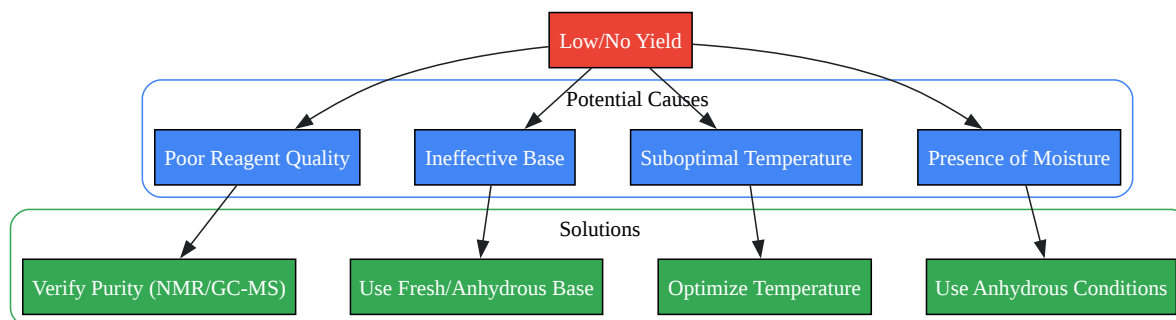 Low/No Yield
Potential Causes
Poor Reagent Quality
Ineffective Base
Suboptimal Temperature
Presence of Moisture
Solutions
Verify Purity (NMR/GC-MS)
Use Fresh/Anhydrous Base
Optimize Temperature
Use Anhydrous Conditions